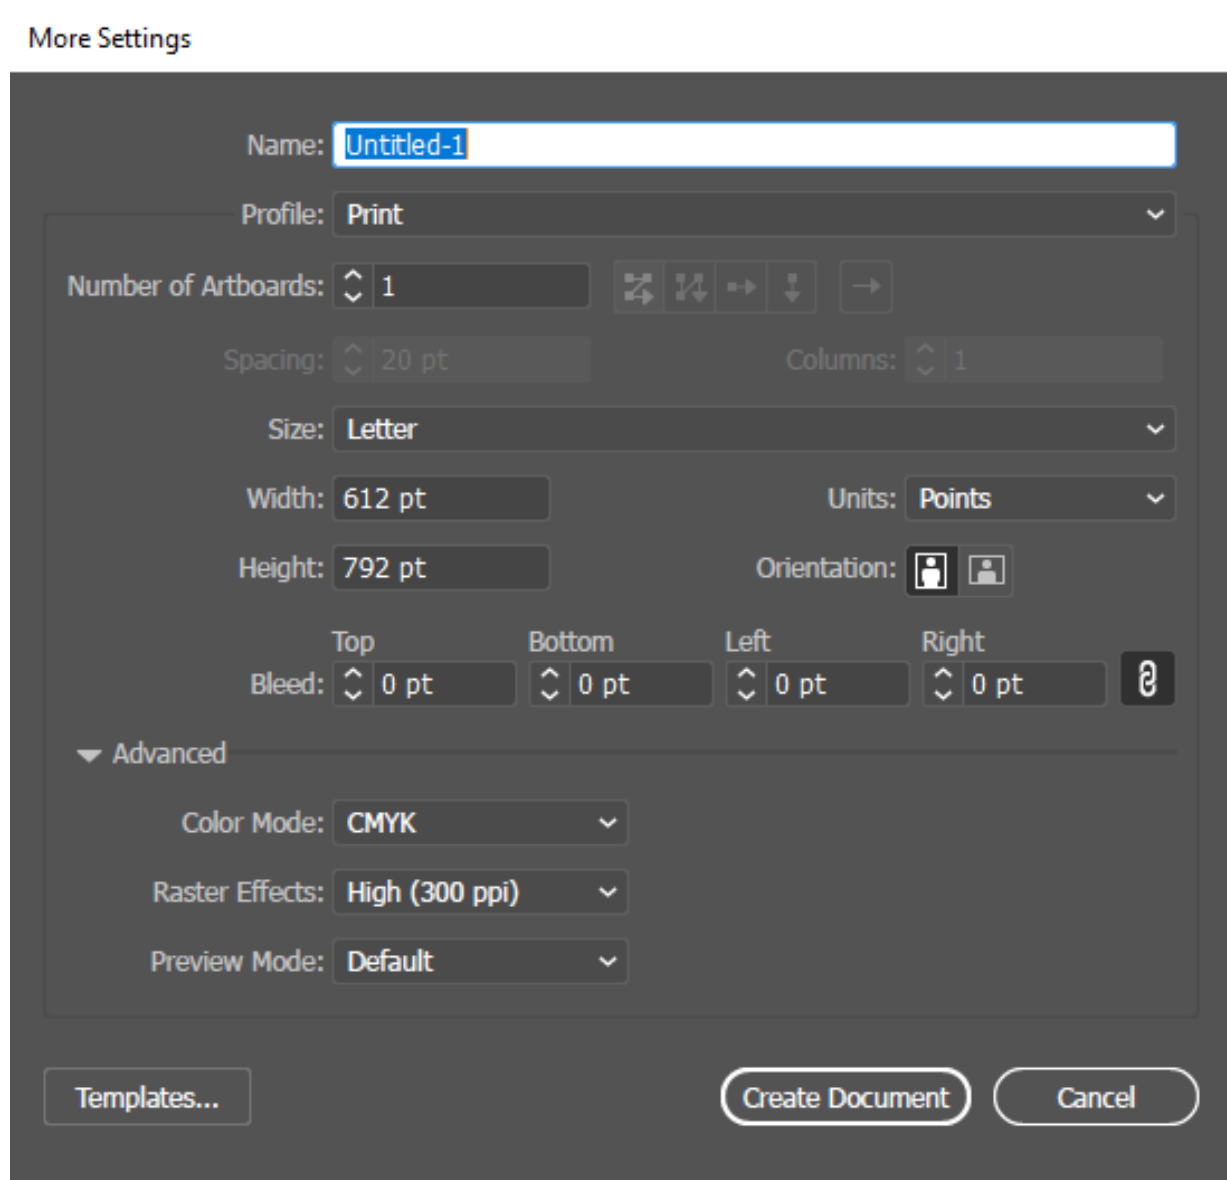 More Settings
Name: Untitled-1
Profile: Print
Number of Artboards: 1
Spacing: 20 pt Columns: 1
Size: Letter
Width: 612 pt Units: Points
Height: 792 pt Orientation:
Top Bottom Left Right
Bleed: 0 pt 0 pt 0 pt 0 pt
Advanced
Color Mode: CMYK
Raster Effects: High (300 ppi)
Preview Mode: Default
Templates... Create Document Cancel